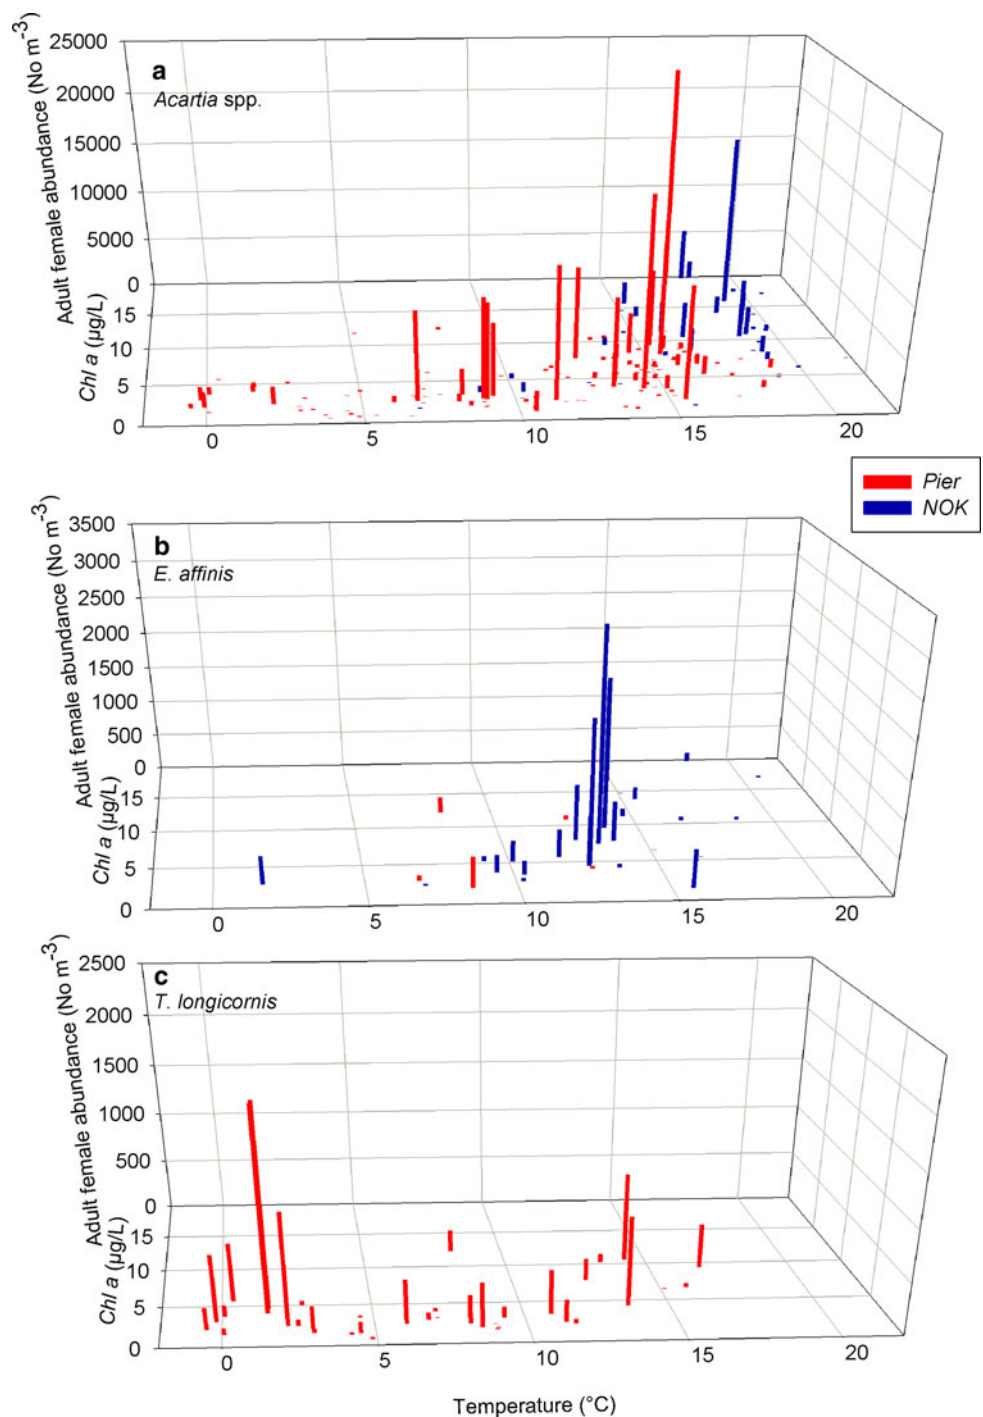 a
Acartia spp.
Adult female abundance (No m-3)
25000
20000
15000
10000
5000
0
Chl a (µg/L)
15
10
5
0
0 5 10 15 20
Pier
NOK
b
E. affinis
Adult female abundance (No m-3)
3500
3000
2500
2000
1500
1000
500
0
Chl a (µg/L)
15
10
5
0
0 5 10 15 20
c
T. longicornis
Adult female abundance (No m-3)
2500
2000
1500
1000
500
0
Chl a (µg/L)
15
10
5
0
0 5 10 15 20
Temperature (°C)